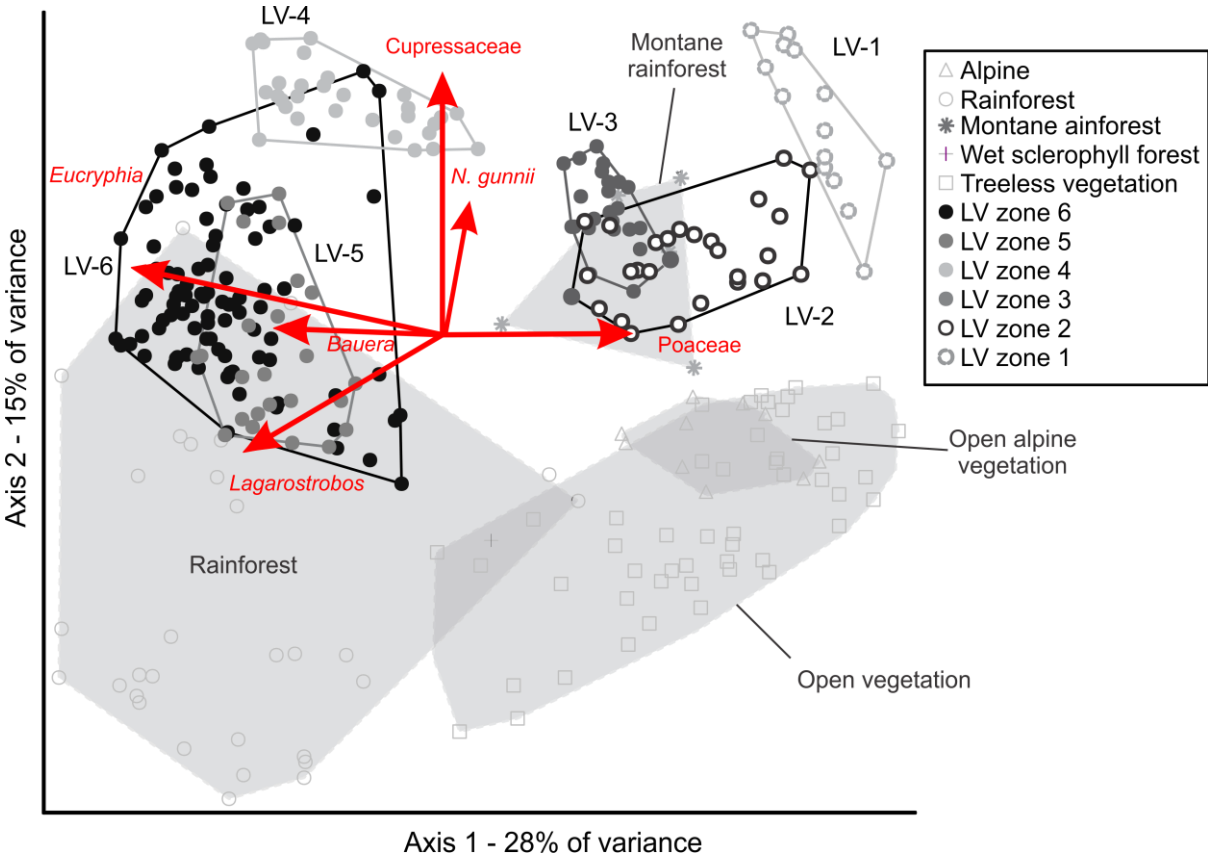 LV-4
Cupressaceae
Montane
rainforest
LV-1
LV-3
Eucryphia
N. gunnii
LV-5
LV-6
LV-2
Bauera
Poaceae
Lagarostrobos
Open alpine
vegetation
Rainforest
Open vegetation
Alpine
Rainforest
Montane ainforest
Wet sclerophyll forest
Treeless vegetation
LV zone 6
LV zone 5
LV zone 4
LV zone 3
LV zone 2
LV zone 1
Axis 2 - 15% of variance
Axis 1 - 28% of variance